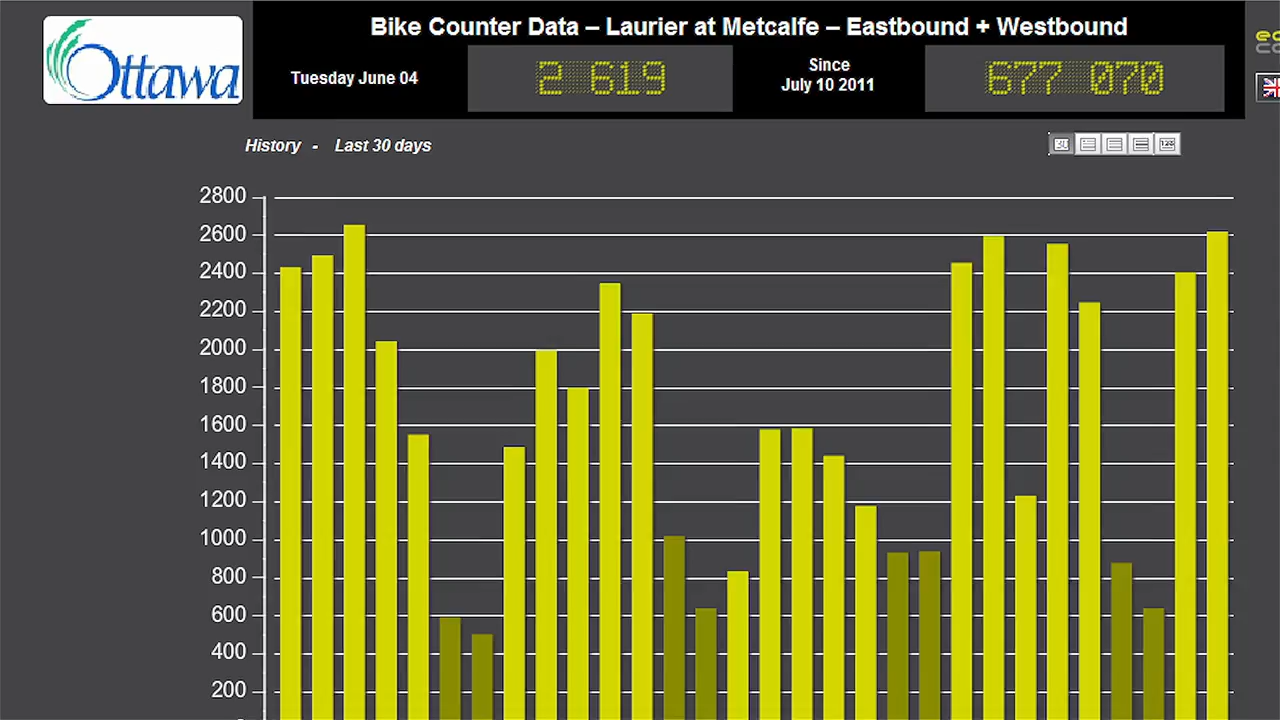 Ottawa
Bike Counter Data – Laurier at Metcalfe – Eastbound + Westbound
Tuesday June 04
2 619
Since
July 10 2011
677 070
History - Last 30 days
123
2800
2600
2400
2200
2000
1800
1600
1400
1200
1000
800
600
400
200